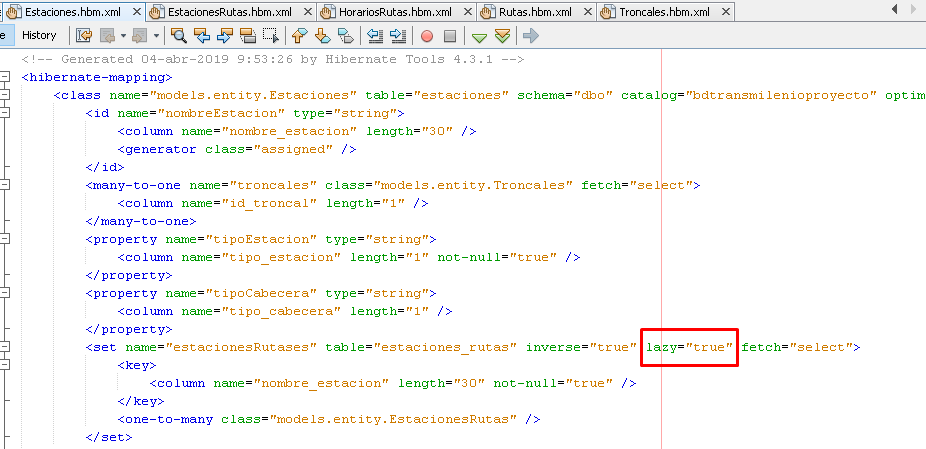 Estaciones.hbm.xml EstacionesRutas.hbm.xml HorariosRutas.hbm.xml Rutas.hbm.xml Troncales.hbm.xml
e History
<!-- Generated 04-abr-2019 9:53:26 by Hibernate Tools 4.3.1 -->
<hibernate-mapping>
<class name="models.entity.Estaciones" table="estaciones" schema="dbo" catalog="bdtransmilenioproyecto" optim
<id name="nombreEstacion" type="string">
<column name="nombre_estacion" length="30" />
<generator class="assigned" />
</id>
<many-to-one name="troncales" class="models.entity.Troncales" fetch="select">
<column name="id_troncal" length="1" />
</many-to-one>
<property name="tipoEstacion" type="string">
<column name="tipo_estacion" length="1" not-null="true" />
</property>
<property name="tipoCabecera" type="string">
<column name="tipo_cabecera" length="1" />
</property>
<set name="estacionesRutases" table="estaciones_rutas" inverse="true" lazy="true" fetch="select">
<key>
<column name="nombre_estacion" length="30" not-null="true" />
</key>
<one-to-many class="models.entity.EstacionesRutas" />
</set>